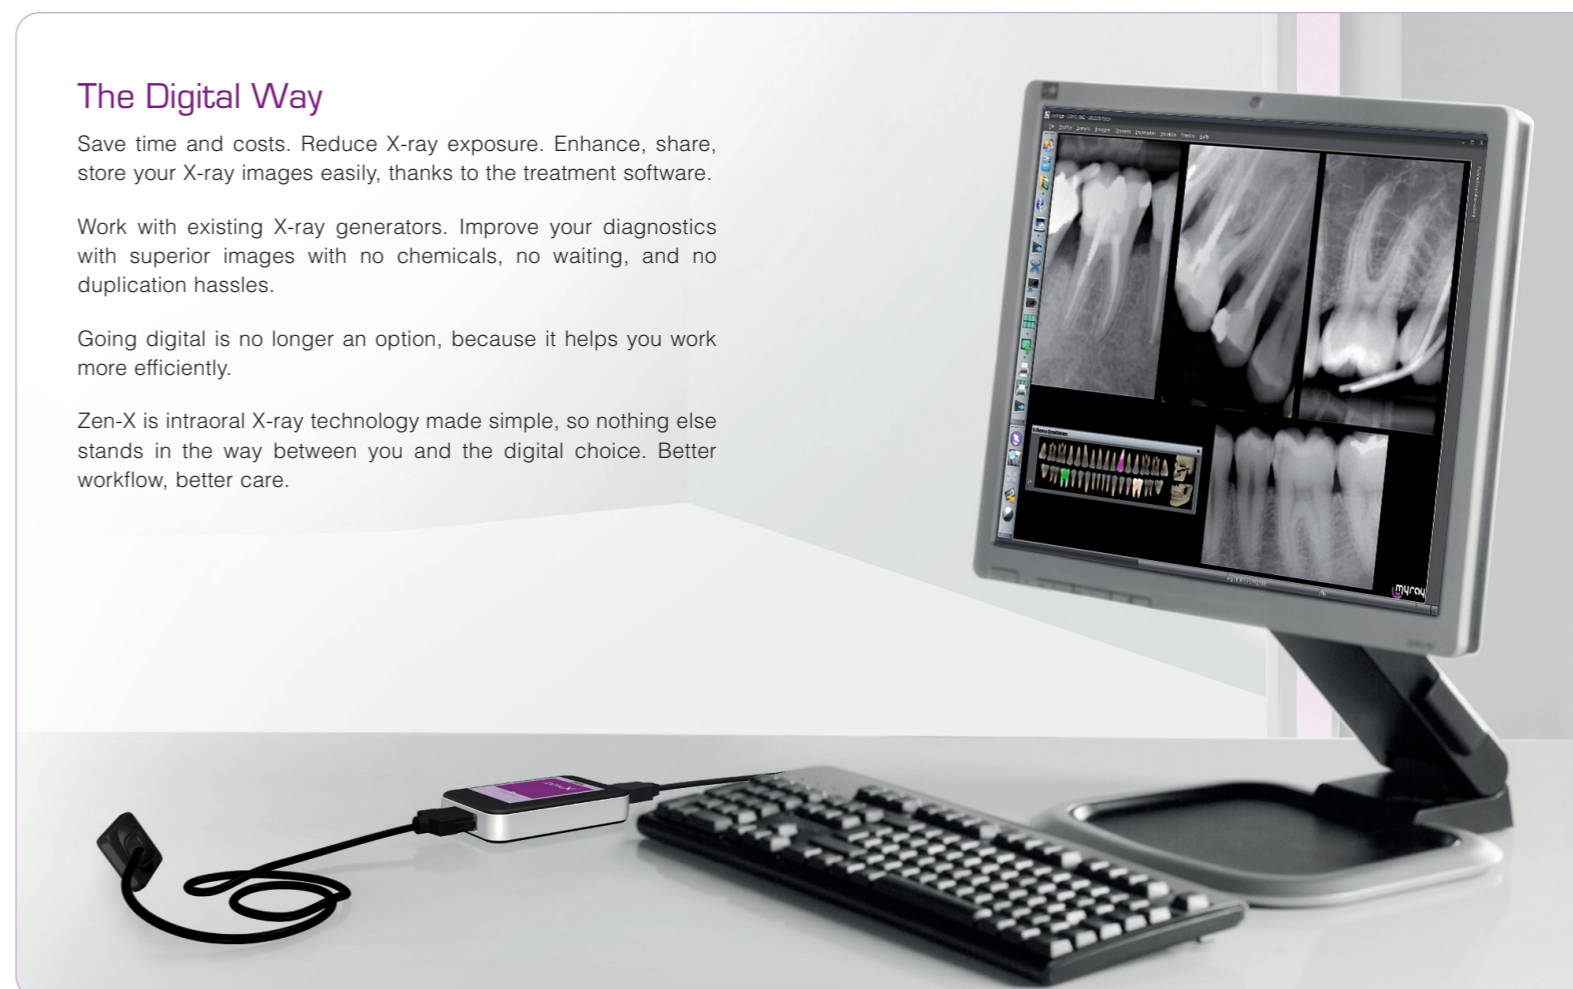 The Digital Way
Save time and costs. Reduce X-ray exposure. Enhance, share,
store your X-ray images easily, thanks to the treatment software.
Work with existing X-ray generators. Improve your diagnostics
with superior images with no chemicals, no waiting, and no
duplication hassles.
Going digital is no longer an option, because it helps you work
more efficiently.
Zen-X is intraoral X-ray technology made simple, so nothing else
stands in the way between you and the digital choice. Better
workflow, better care.
myray
Zen-X